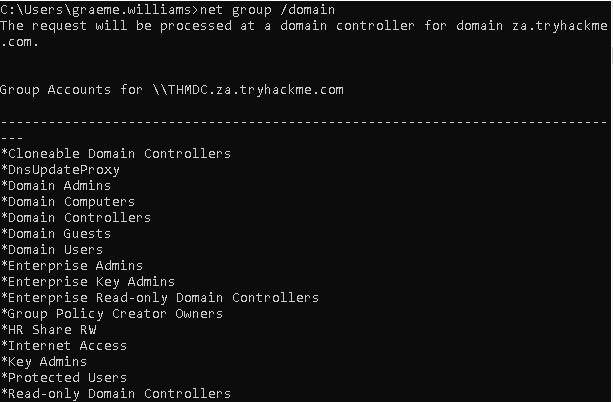 C:\Users\graeme.williams>net group /domain
The request will be processed at a domain controller for domain za.tryhackme
.com.
Group Accounts for \\THMDC.za.tryhackme.com
----------------------------------------------------------------------------
---
*Cloneable Domain Controllers
*DnsUpdateProxy
*Domain Admins
*Domain Computers
*Domain Controllers
*Domain Guests
*Domain Users
*Enterprise Admins
*Enterprise Key Admins
*Enterprise Read-only Domain Controllers
*Group Policy Creator Owners
*HR Share RW
*Internet Access
*Key Admins
*Protected Users
*Read-only Domain Controllers